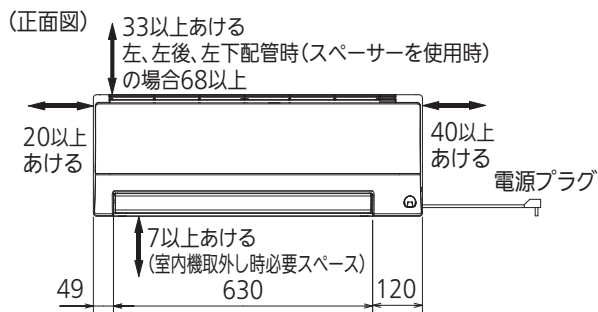 (正面図)
33以上あける
左、左後、左下配管時(スペーサーを使用時)
の場合68以上
20以上
あける
40以上
あける
電源プラグ
7以上あける
(室内機取外し時必要スペース)
49
630
120